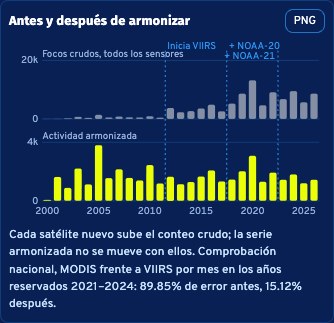 Antes y después de armonizar
PNG
Focos crudos, todos los sensores
Inicia VIIRS
+ NOAA-20
+ NOAA-21
20k
0
Actividad armonizada
4k
0
2000 2005 2010 2015 2020 2025
Cada satélite nuevo sube el conteo crudo; la serie
armonizada no se mueve con ellos. Comprobación
nacional, MODIS frente a VIIRS por mes en los años
reservados 2021–2024: 89.85% de error antes, 15.12%
después.